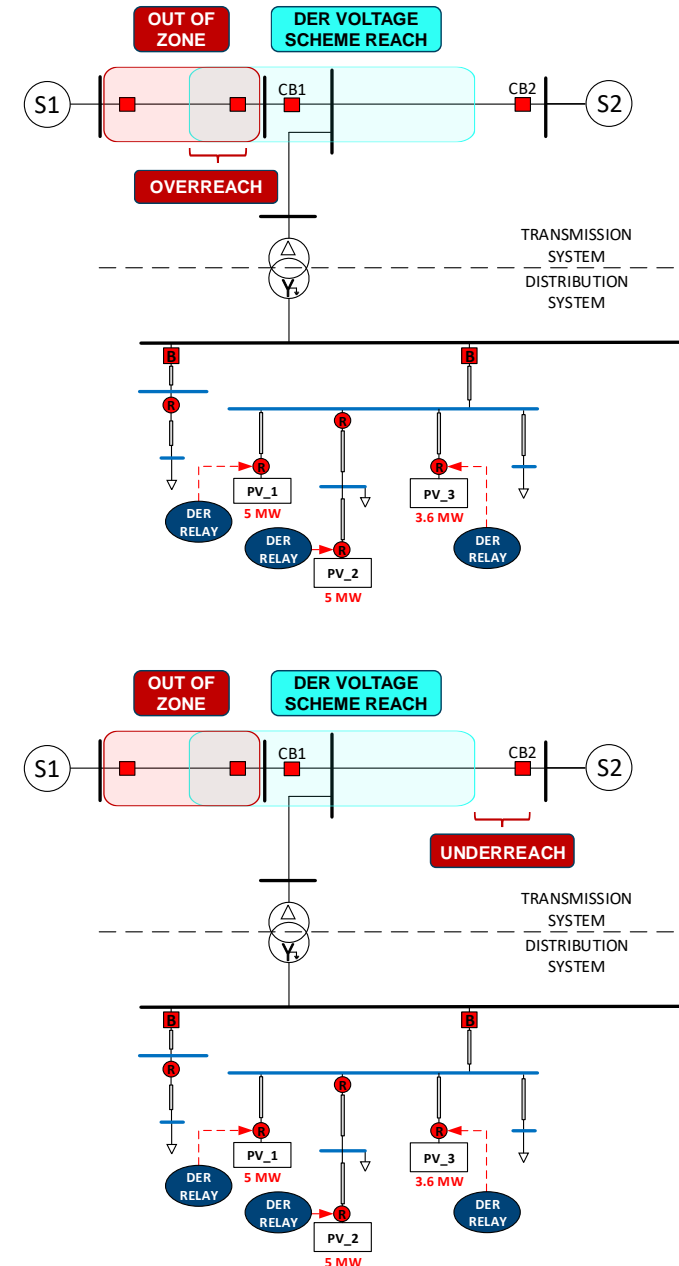 OUT OF
ZONE
DER VOLTAGE
SCHEME REACH
S1
CB1
CB2
S2
OVERREACH
TRANSMISSION
SYSTEM
DISTRIBUTION
SYSTEM
B
B
R
R
R
R
PV_1
5 MW
PV_3
3.6 MW
DER
RELAY
DER
RELAY
DER
RELAY
R
PV_2
5 MW
OUT OF
ZONE
DER VOLTAGE
SCHEME REACH
S1
CB1
CB2
S2
UNDERREACH
TRANSMISSION
SYSTEM
DISTRIBUTION
SYSTEM
B
B
R
R
R
R
PV_1
5 MW
PV_3
3.6 MW
DER
RELAY
DER
RELAY
DER
RELAY
R
PV_2
5 MW